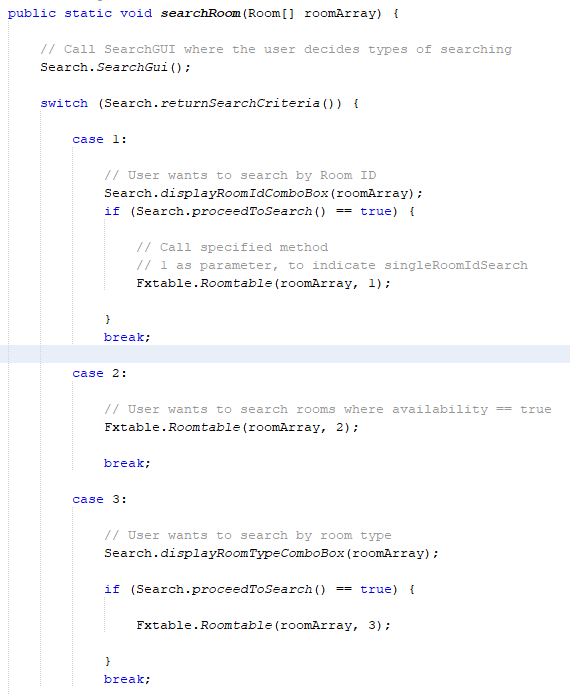 public static void searchRoom(Room[] roomArray) {
// Call SearchGUI where the user decides types of searching
Search.SearchGui();
switch (Search.returnSearchCriteria()) {
case 1:
// User wants to search by Room ID
Search.displayRoomIdComboBox(roomArray);
if (Search.proceedToSearch() == true) {
// Call specified method
// 1 as parameter, to indicate singleRoomIdSearch
Fxtable.Roomtable(roomArray, 1);
}
break;
case 2:
// User wants to search rooms where availability == true
Fxtable.Roomtable(roomArray, 2);
break;
case 3:
// User wants to search by room type
Search.displayRoomTypeComboBox(roomArray);
if (Search.proceedToSearch() == true) {
Fxtable.Roomtable(roomArray, 3);
}
break;